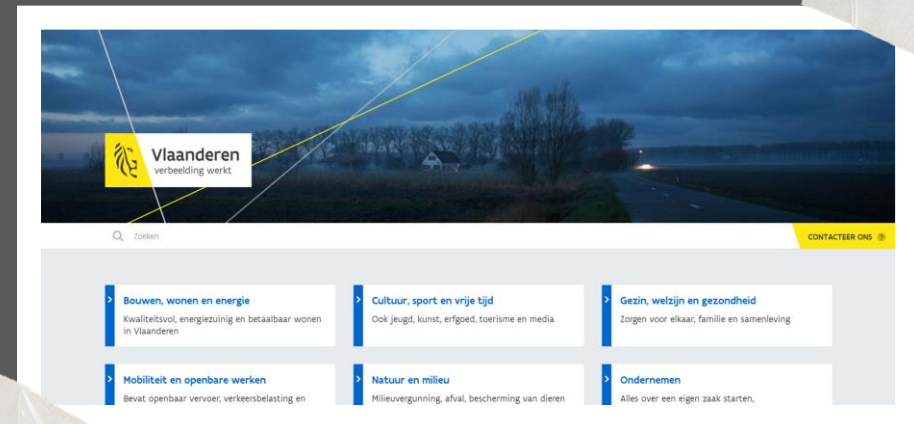 Vlaanderen
verbeelding werkt
Zoeken
CONTACTEER ONS ?
Bouwen, wonen en energie
Kwaliteitsvol, energiezuinig en betaalbaar wonen
in Vlaanderen
Cultuur, sport en vrije tijd
Ook jeugd, kunst, erfgoed, toerisme en media
Gezin, welzijn en gezondheid
Zorgen voor elkaar, familie en samenleving
Mobiliteit en openbare werken
Bevat openbaar vervoer, verkeersbelasting en
Natuur en milieu
Milieuvergunning, afval, bescherming van dieren
Ondernemen
Alles over een eigen zaak starten,